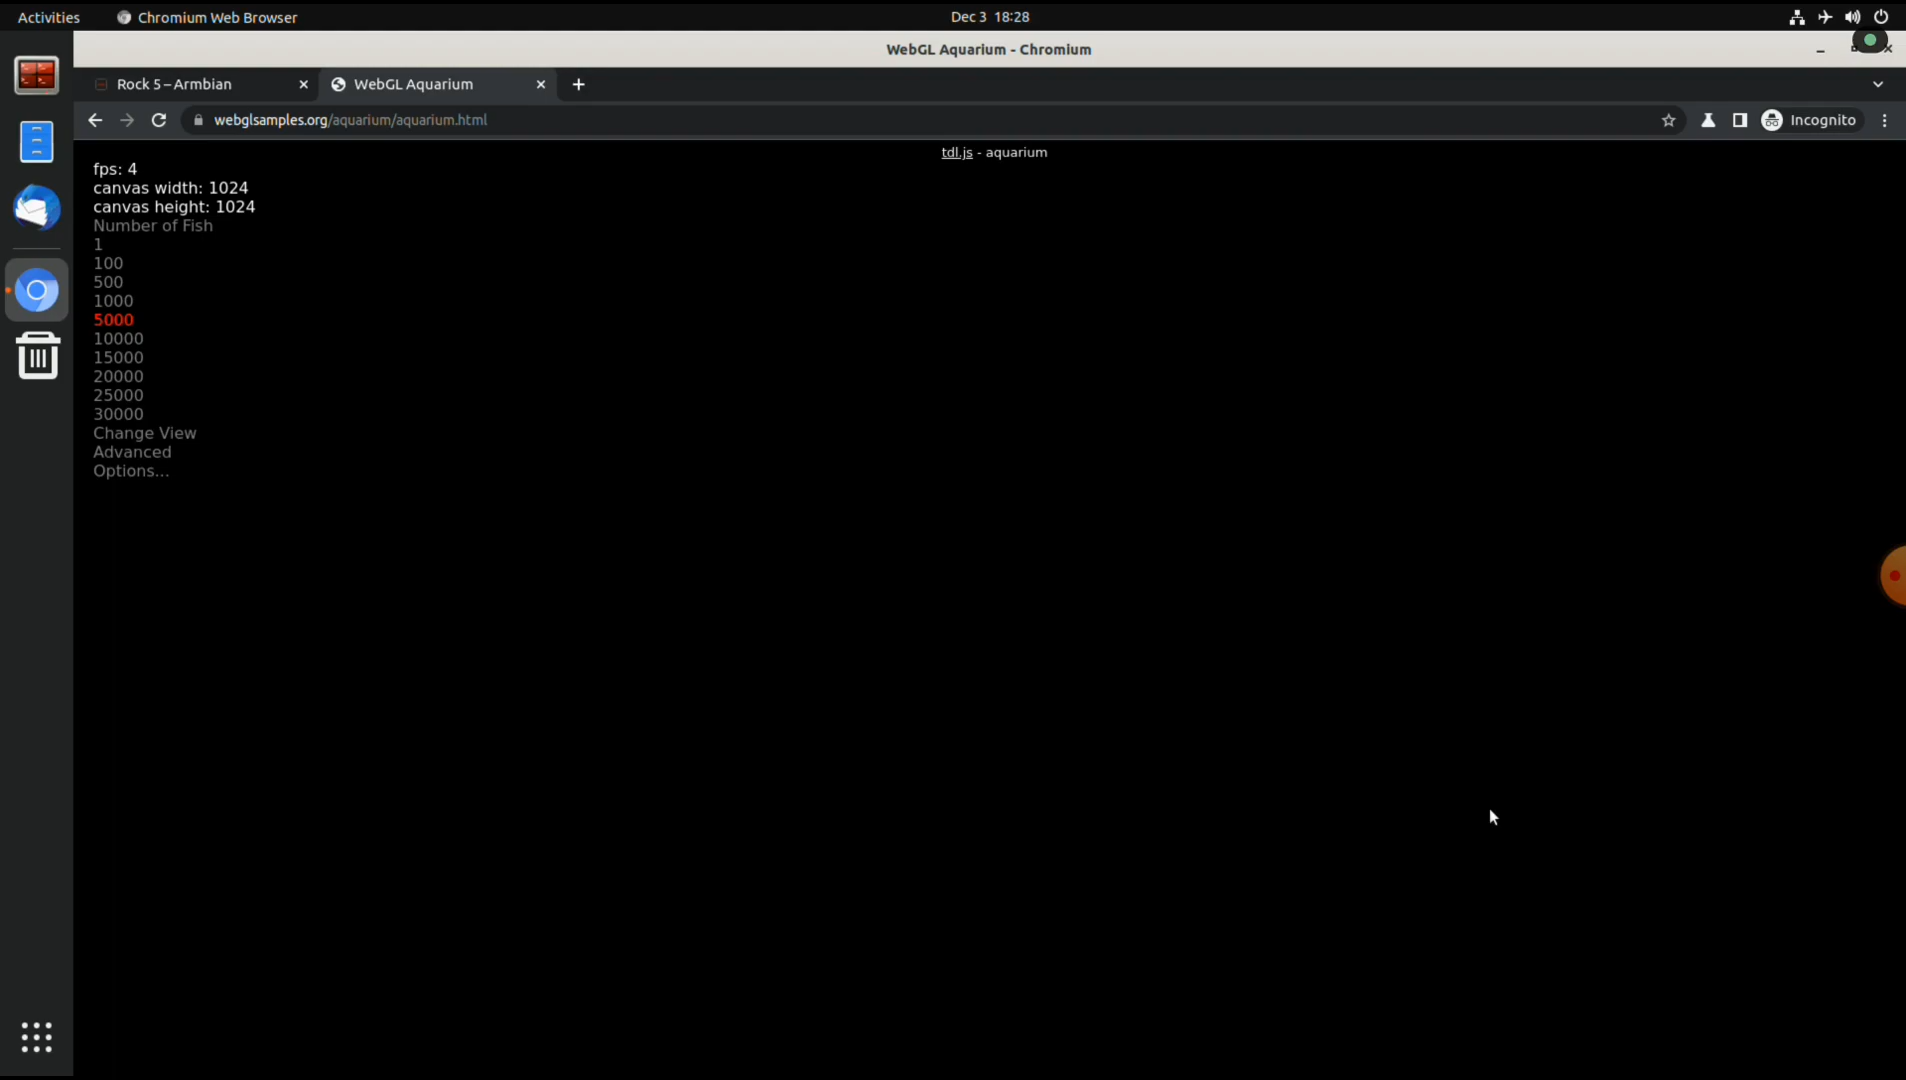 Activities
Chromium Web Browser
Dec 3 18:28
WebGL Aquarium - Chromium
Rock 5 – Armbian
WebGL Aquarium
webglsamples.org/aquarium/aquarium.html
Incognito
tdl.js - aquarium
fps: 4
canvas width: 1024
canvas height: 1024
Number of Fish
1
100
500
1000
5000
10000
15000
20000
25000
30000
Change View
Advanced
Options...